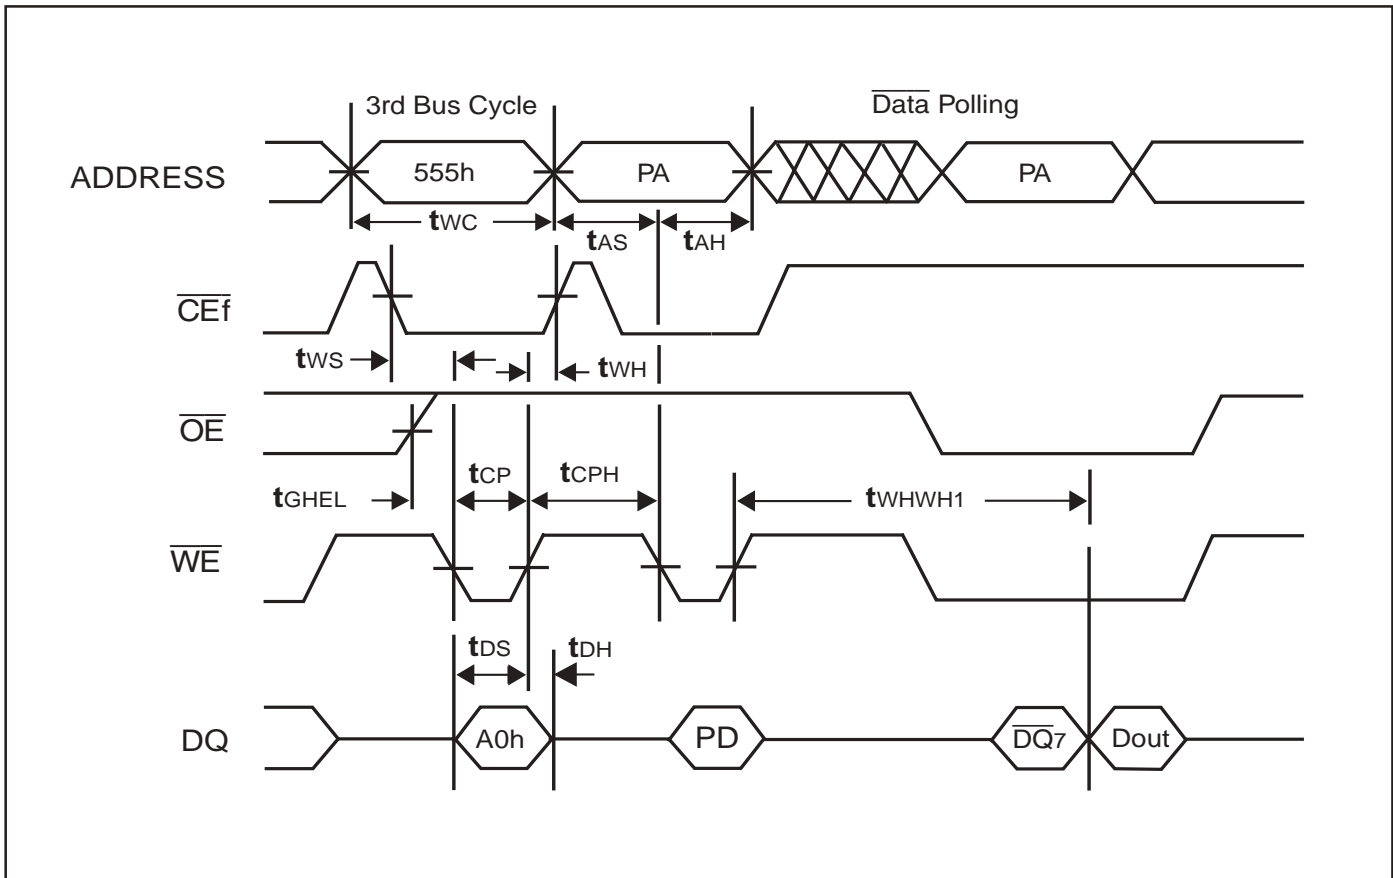 3rd Bus Cycle
Data Polling
ADDRESS
555h
PA
PA
tWC
tAS
tAH
CEf
tWS
tWH
OE
tCP
tCPH
tGHEL
tWHWH1
WE
tDS
tDH
DQ
A0h
PD
DQ7
Dout